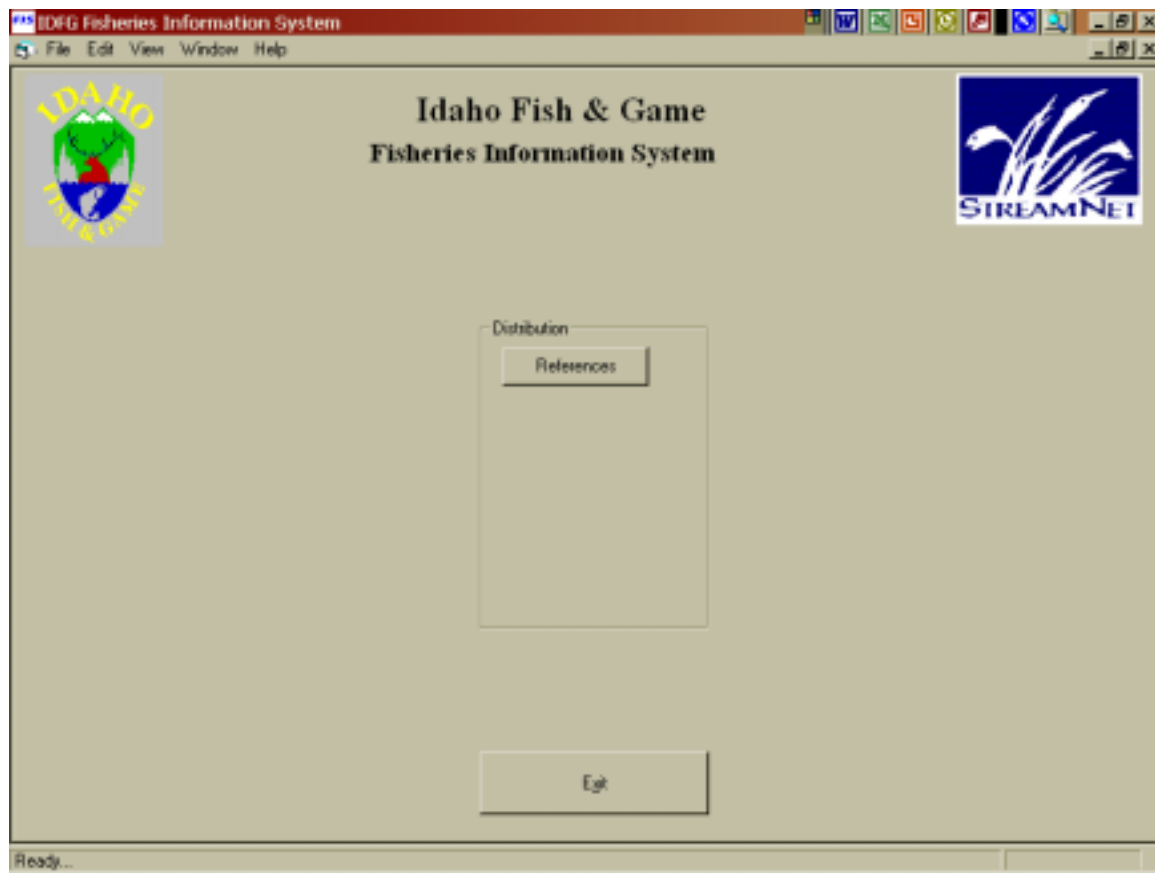 FIS IDFG Fisheries Information System
File Edit View Window Help
IDAHO
FISH & GAME
Idaho Fish & Game
Fisheries Information System
STREAMNET
Distribution
References
Exit
Ready...